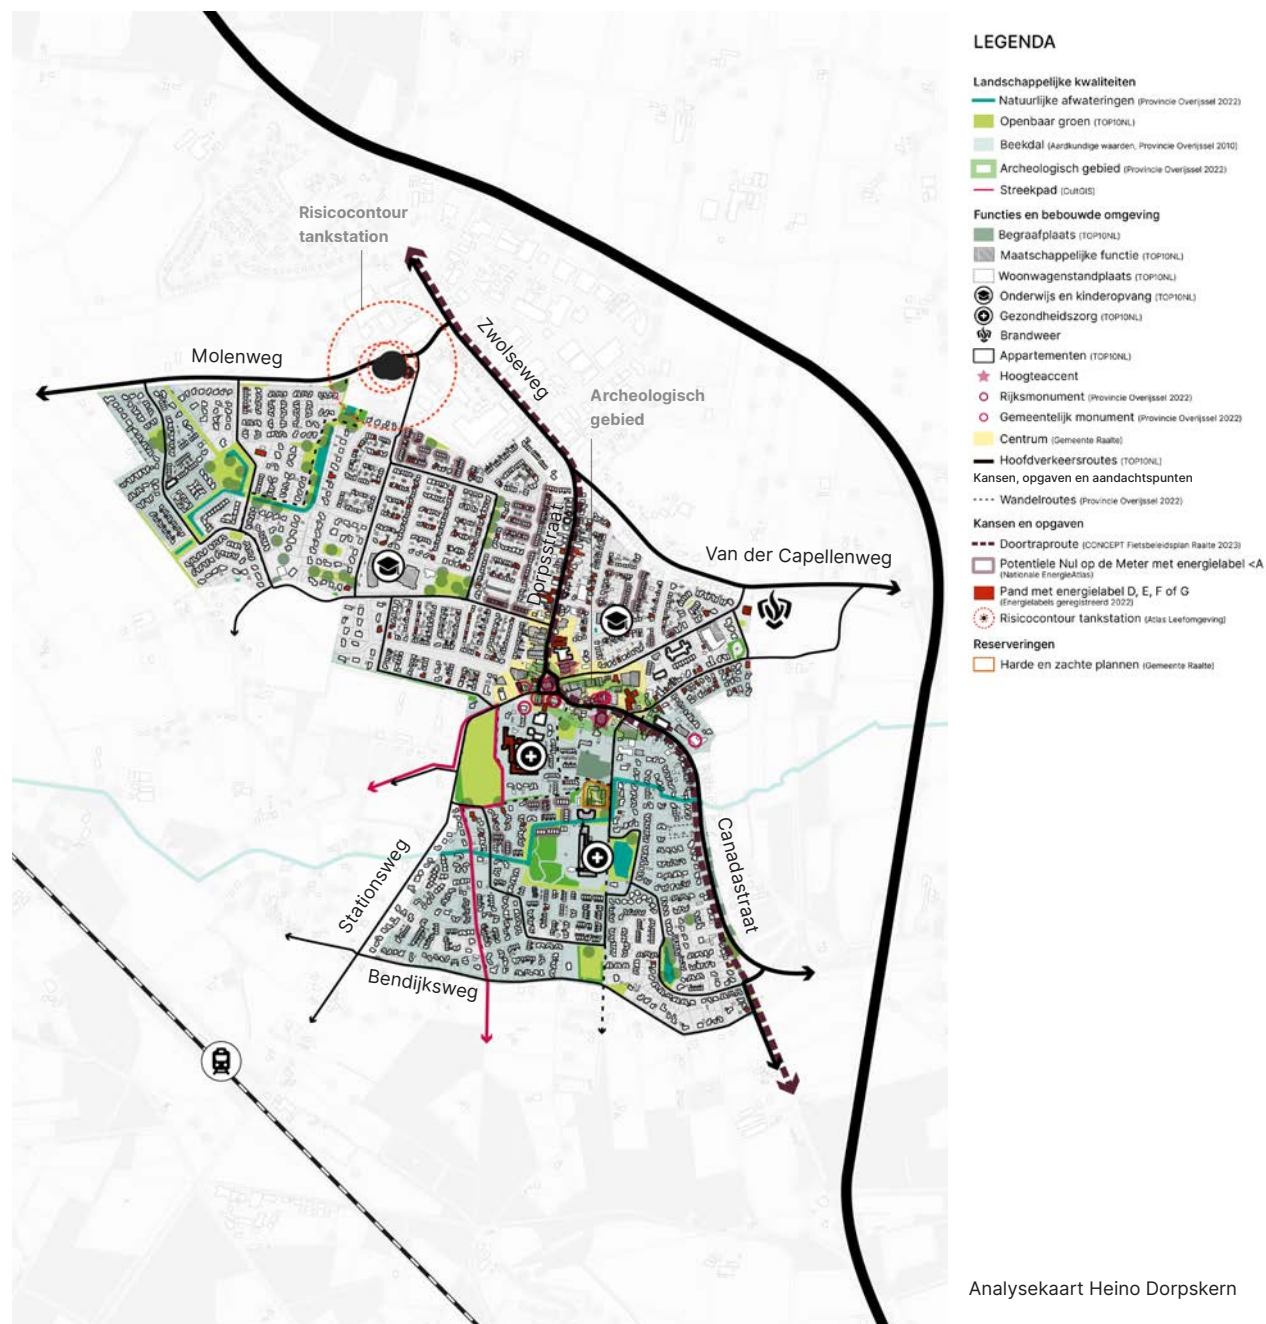 LEGENDA
Landschappelijke kwaliteiten
Natuurlijke afwateringen (Provincie Overijssel 2022)
Openbaar groen (TOP10NL)
Beekdal (Aardkundige waarden, Provincie Overijssel 2010)
Archeologisch gebied (Provincie Overijssel 2022)
Streekpad (CultGIS)
Functies en bebouwde omgeving
Begraafplaats (TOP10NL)
Maatschappelijke functie (TOP10NL)
Woonwagenstandplaats (TOP10NL)
Onderwijs en kinderopvang (TOP10NL)
Gezondheidszorg (TOP10NL)
Brandweer
Appartementen (TOP10NL)
Hoogteaccent
Rijksmonument (Provincie Overijssel 2022)
Gemeentelijk monument (Provincie Overijssel 2022)
Centrum (Gemeente Raalte)
Hoofdverkeersroutes (TOP10NL)
Kansen, opgaven en aandachtspunten
Wandelroutes (Provincie Overijssel 2022)
Kansen en opgaven
Doortraproute (CONCEPT Fietsbeleidsplan Raalte 2023)
Potentiele Nul op de Meter met energielabel <A
(Nationale EnergieAtlas)
Pand met energielabel D, E, F of G
(Energielabels geregistreerd 2022)
Risicocontour tankstation (Atlas Leefomgeving)
Reserveringen
Harde en zachte plannen (Gemeente Raalte)
Risicocontour
tankstation
Molenweg
Zwolseweg
Archeologisch
gebied
Dorpsstraat
Van der Capellenweg
Stationsweg
Canadastraat
Bendijksweg
Analysekaart Heino Dorpskern